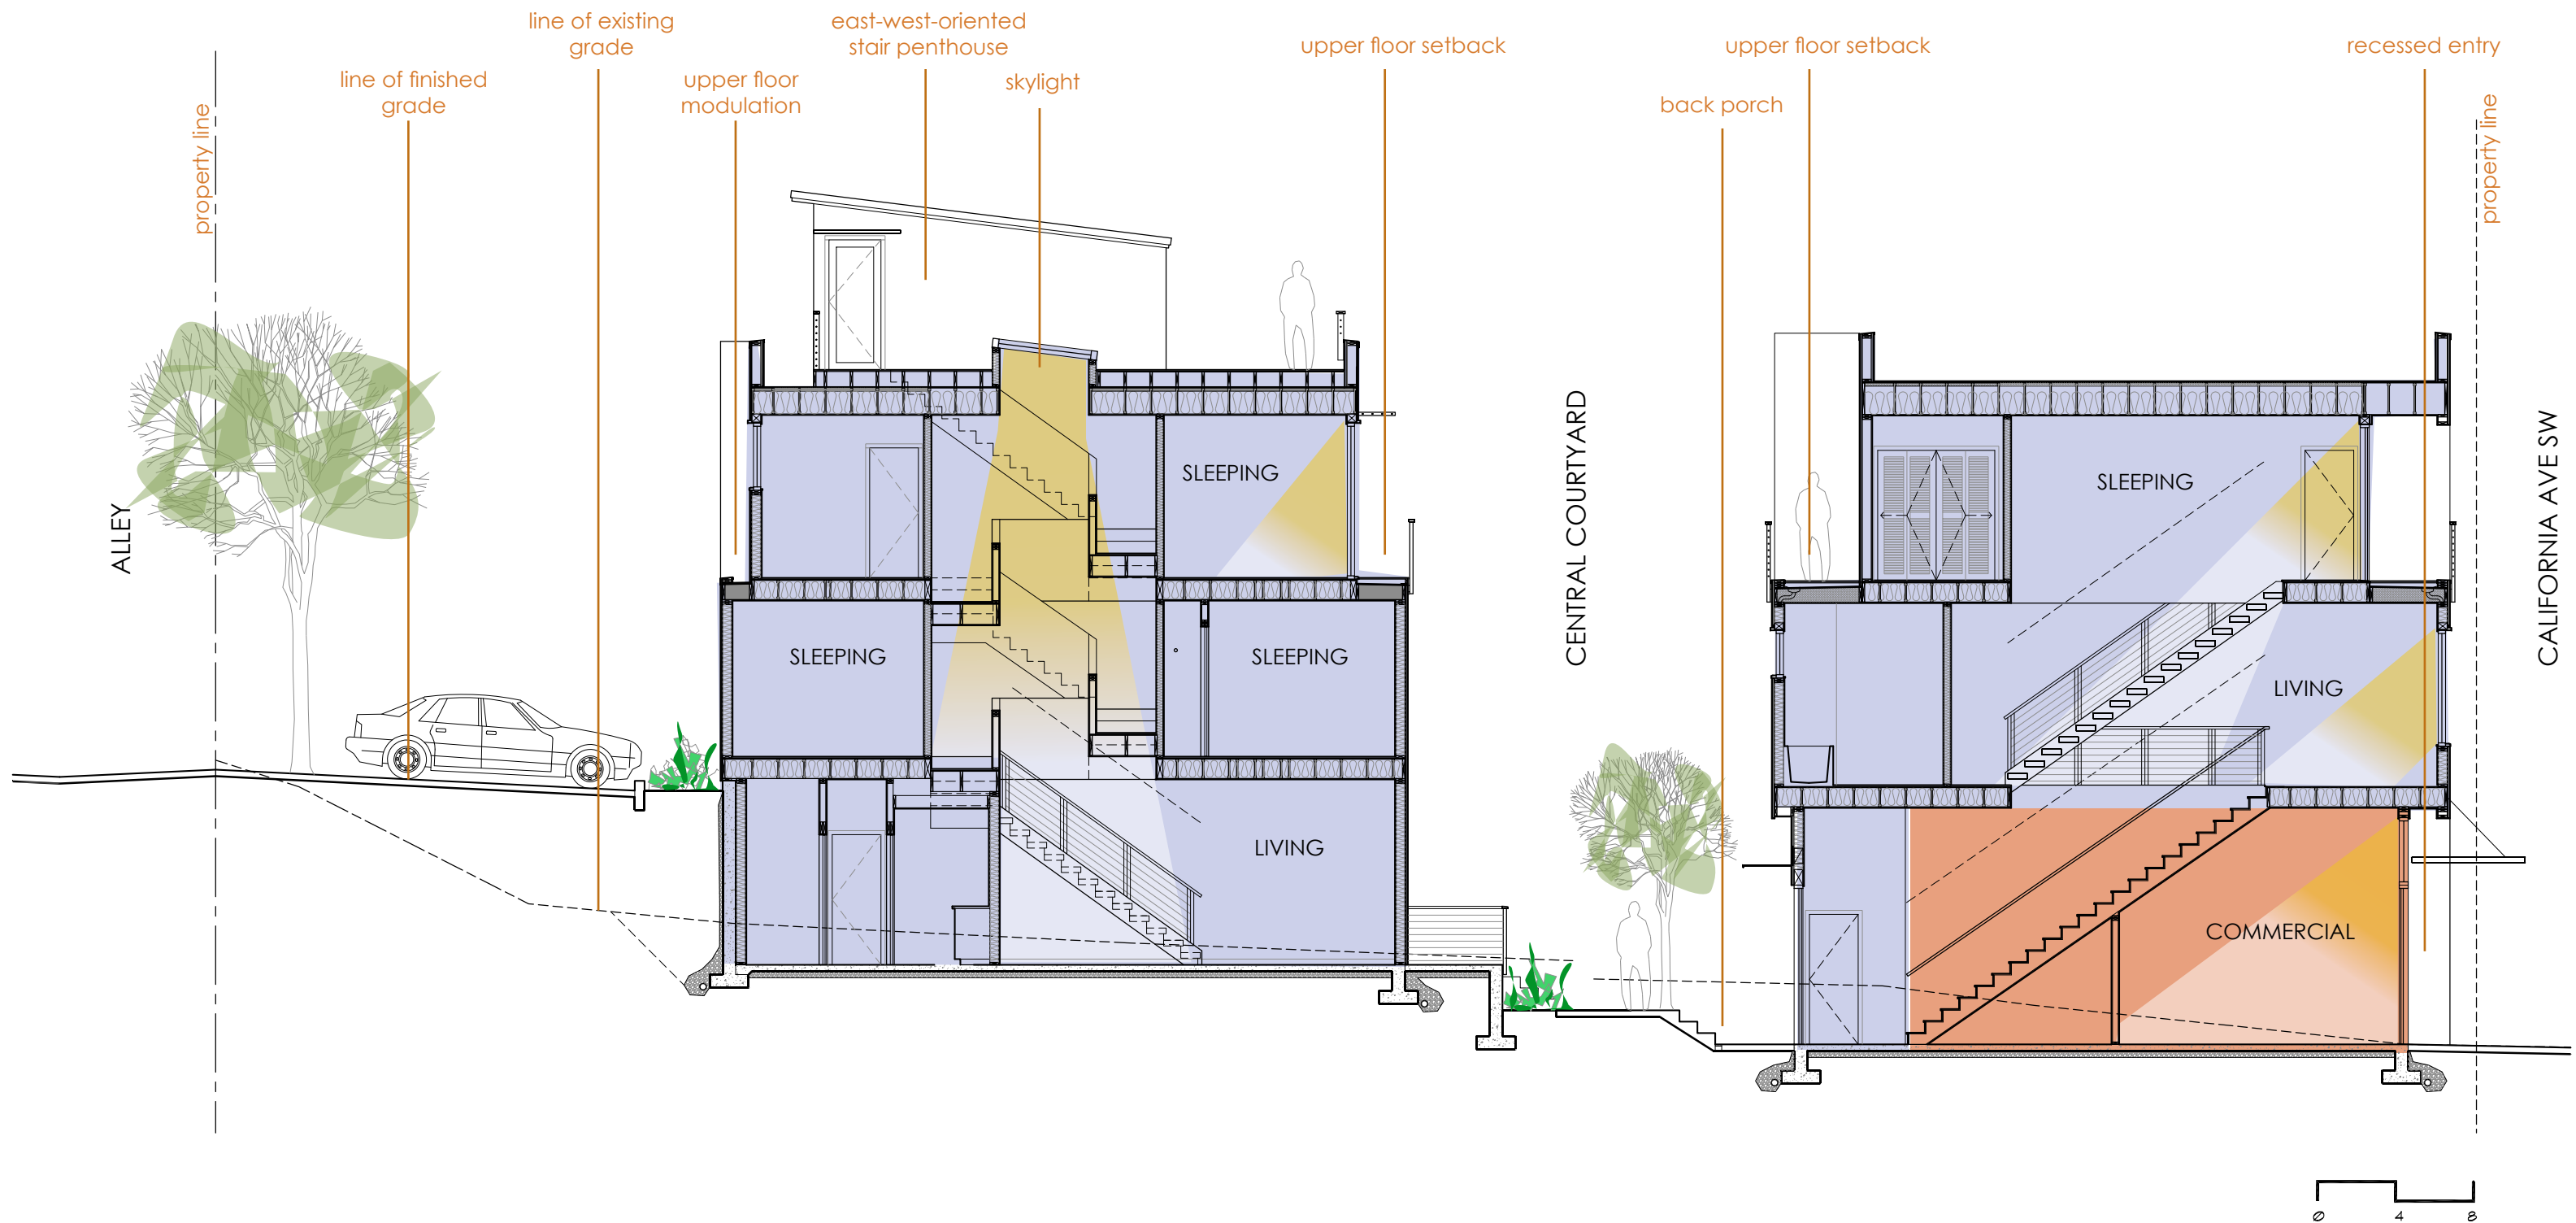 line of existing
grade
east-west-oriented
stair penthouse
upper floor setback
upper floor setback
recessed entry
line of finished
grade
upper floor
modulation
skylight
back porch
property line
property line
ALLEY
SLEEPING
SLEEPING
SLEEPING
LIVING
CENTRAL COURTYARD
SLEEPING
LIVING
COMMERCIAL
CALIFORNIA AVE SW
0 4 8